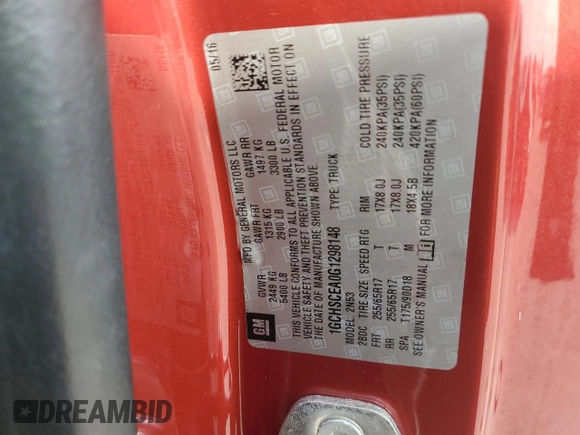 05/16
MFD BY GENERAL MOTORS LLC
GVWR GAWR FRT GAWR RR
2449 KG 1315 KG 1497 KG
5400 LB 2900 LB 3300 LB
THIS VEHICLE CONFORMS TO ALL APPLICABLE U.S. FEDERAL MOTOR
VEHICLE SAFETY AND THEFT PREVENTION STANDARDS IN EFFECT ON
THE DATE OF MANUFACTURE SHOWN ABOVE
GM
1GCHSCEA0G1298148 TYPE: TRUCK
MODEL: 2N53
28DC TIRE SIZE SPEED RTG RIM COLD TIRE PRESSURE
FRT 255/65R17 T 17X8.0J 240KPA(35PSI)
RR 255/65R17 T 17X8.0J 240KPA(35PSI)
SPA T175/90D18 M 18X4.5B 420KPA(60PSI)
SEE OWNER'S MANUAL FOR MORE INFORMATION
DREAMBID